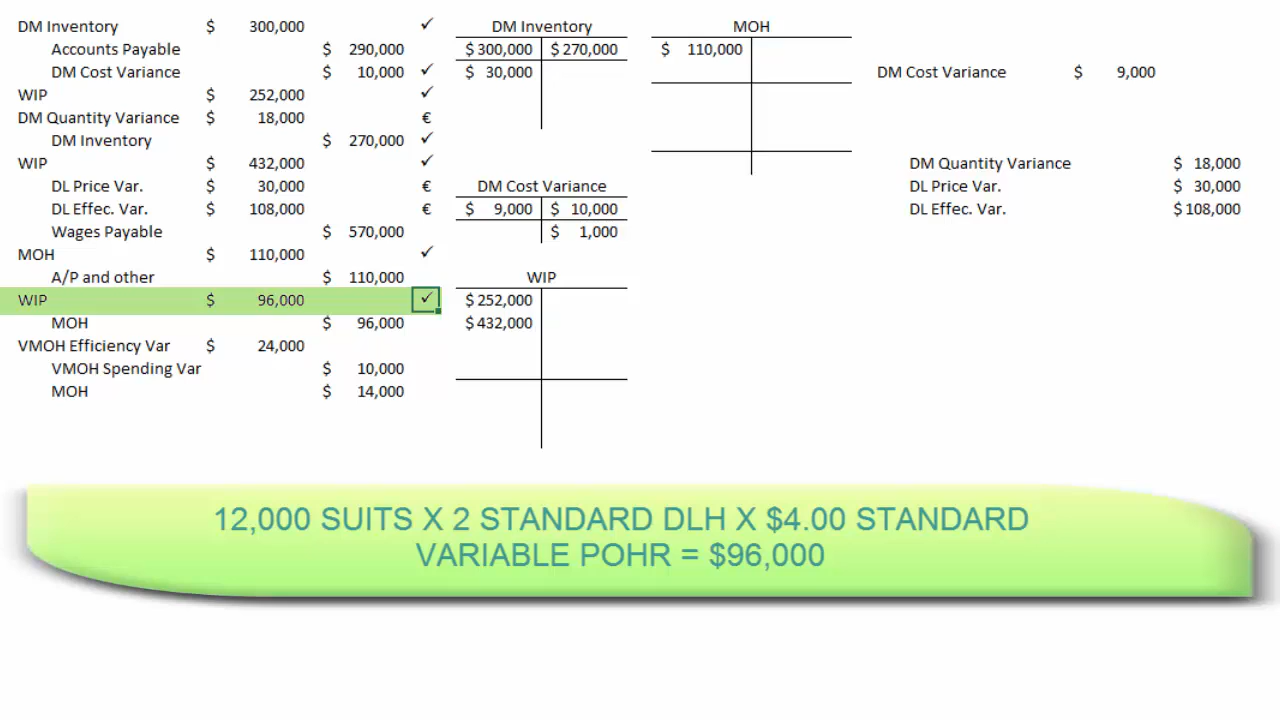 DM Inventory $ 300,000 ✓ DM Inventory MOH
Accounts Payable $ 290,000 $ 300,000 $ 270,000 $ 110,000
DM Cost Variance $ 10,000 ✓ $ 30,000 DM Cost Variance $ 9,000
WIP $ 252,000 ✓
DM Quantity Variance $ 18,000 €
DM Inventory $ 270,000 ✓
WIP $ 432,000 ✓ DM Quantity Variance $ 18,000
DL Price Var. $ 30,000 € DM Cost Variance DL Price Var. $ 30,000
DL Effec. Var. $ 108,000 € $ 9,000 $ 10,000 DL Effec. Var. $ 108,000
Wages Payable $ 570,000 $ 1,000
MOH $ 110,000 ✓
A/P and other $ 110,000 WIP
WIP $ 96,000 ✓ $ 252,000
MOH $ 96,000 $ 432,000
VMOH Efficiency Var $ 24,000
VMOH Spending Var $ 10,000
MOH $ 14,000
12,000 SUITS X 2 STANDARD DLH X $4.00 STANDARD
VARIABLE POHR = $96,000